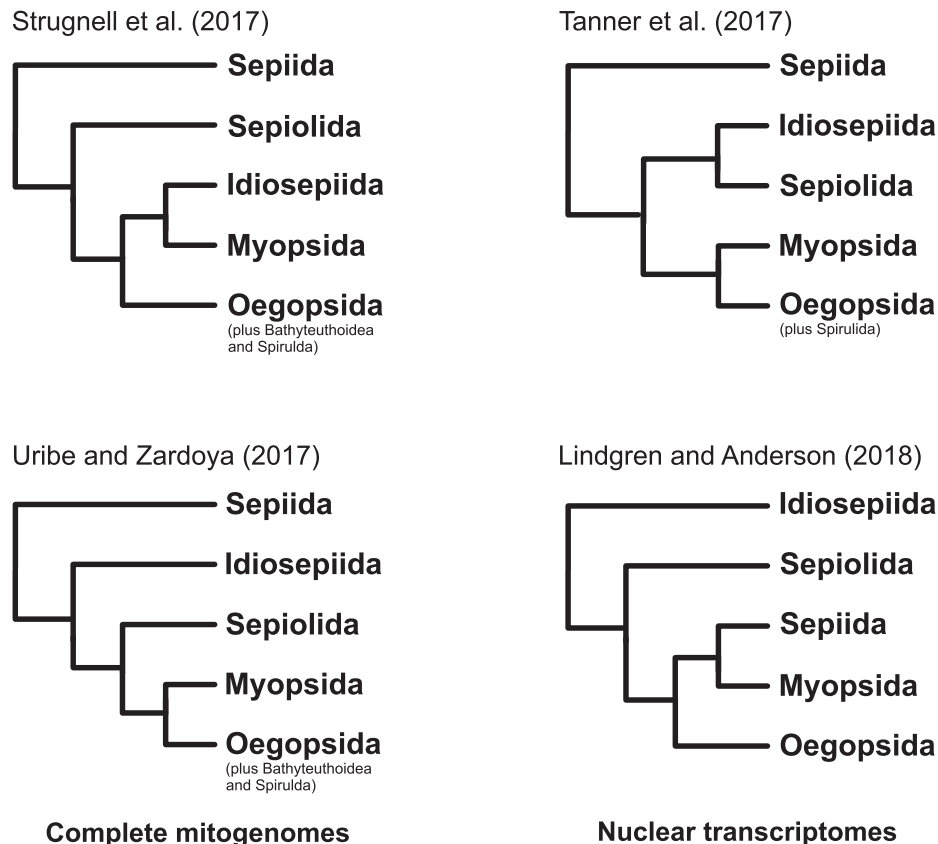 Strugnell et al. (2017)
Sepiida
Sepiolida
Idiosepiida
Myopsida
Oegopsida
(plus Bathyteuthoidea
and Spirulda)
Tanner et al. (2017)
Sepiida
Idiosepiida
Sepiolida
Myopsida
Oegopsida
(plus Spirulida)
Uribe and Zardoya (2017)
Sepiida
Idiosepiida
Sepiolida
Myopsida
Oegopsida
(plus Bathyteuthoidea
and Spirulda)
Complete mitogenomes
Lindgren and Anderson (2018)
Idiosepiida
Sepiolida
Sepiida
Myopsida
Oegopsida
Nuclear transcriptomes